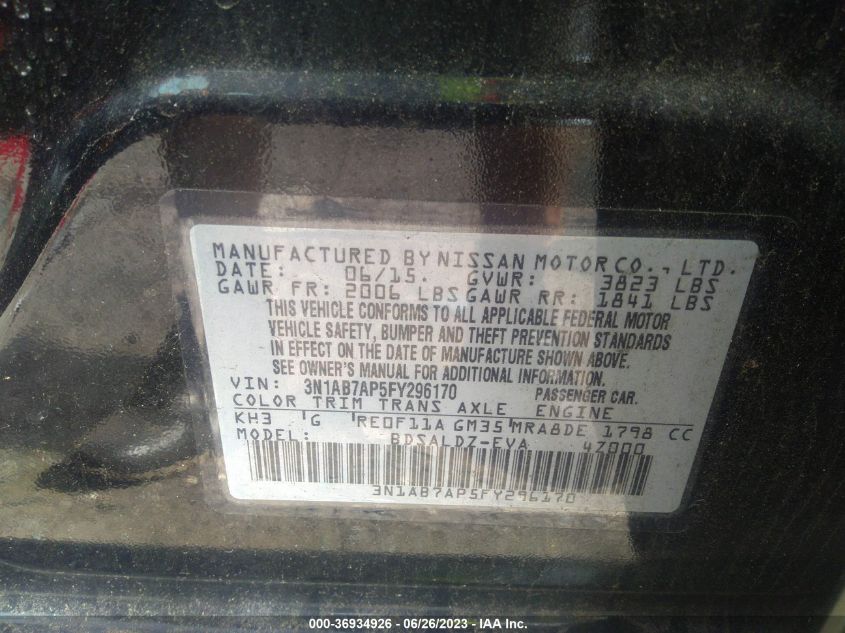 MANUFACTURED BY NISSAN MOTOR CO., LTD.
DATE: 06/15. GVWR: 3823 LBS
GAWR FR: 2006 LBS GAWR RR: 1841 LBS
THIS VEHICLE CONFORMS TO ALL APPLICABLE FEDERAL MOTOR
VEHICLE SAFETY, BUMPER AND THEFT PREVENTION STANDARDS
IN EFFECT ON THE DATE OF MANUFACTURE SHOWN ABOVE.
SEE OWNER'S MANUAL FOR ADDITIONAL INFORMATION.
VIN: 3N1AB7AP5FY296170 PASSENGER CAR.
COLOR TRIM TRANS AXLE ENGINE
KH3 'G 'RE0F11A GM35 'MRA8DE 1798 CC
MODEL: BDSALDZ-EVA 4Z000
3N1AB7AP5FY296170
000-36934926 - 06/26/2023 - IAA Inc.